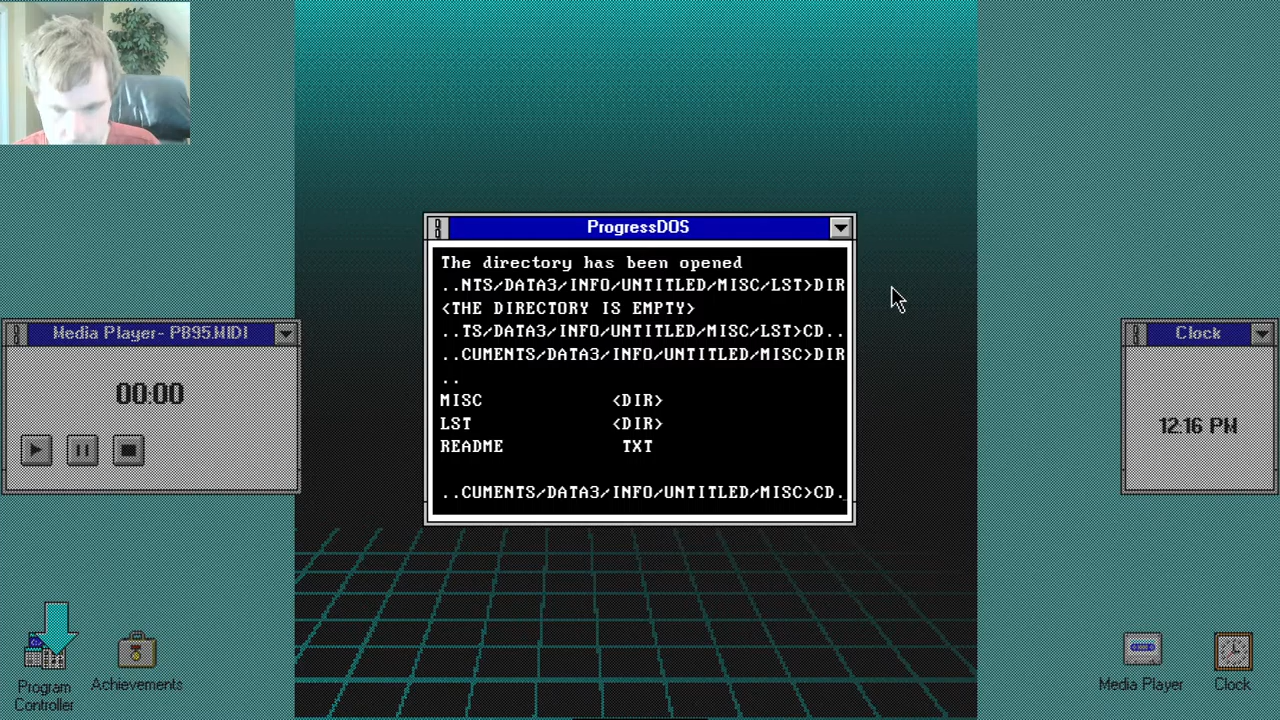 ProgressDOS
The directory has been opened
..NTS/DATA3/INFO/UNTITLED/MISC/LST>DIR
<THE DIRECTORY IS EMPTY>
..TS/DATA3/INFO/UNTITLED/MISC/LST>CD..
..CUMENTS/DATA3/INFO/UNTITLED/MISC>DIR
..
MISC <DIR>
LST <DIR>
README TXT
..CUMENTS/DATA3/INFO/UNTITLED/MISC>CD._
Media Player- PB95.MIDI
00:00
Clock
12:16 PM
Program
Controller
Achievements
Media Player
Clock